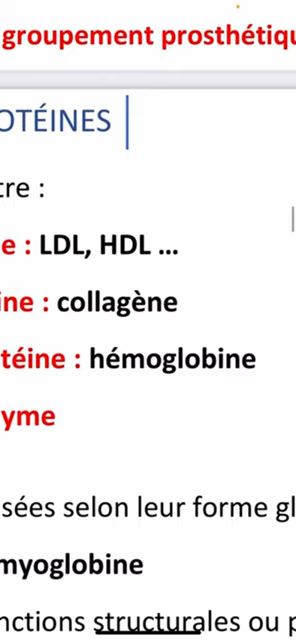 groupement prosthétiqu
OTÉINES
tre :
e : LDL, HDL ...
ine : collagène
téine : hémoglobine
yme
sées selon leur forme gl
myoglobine
nctions structurales ou p